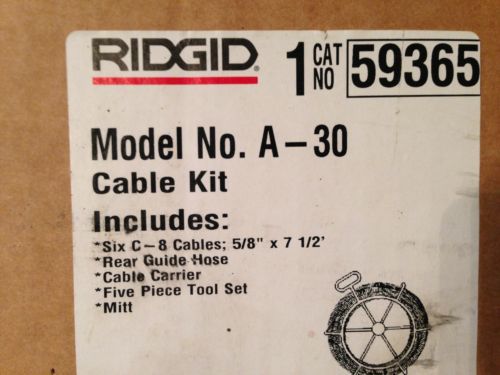 RIDGID®
1 CAT NO 59365
Model No. A-30
Cable Kit
Includes:
*Six C-8 Cables; 5/8" x 7 1/2'
*Rear Guide Hose
*Cable Carrier
*Five Piece Tool Set
*Mitt